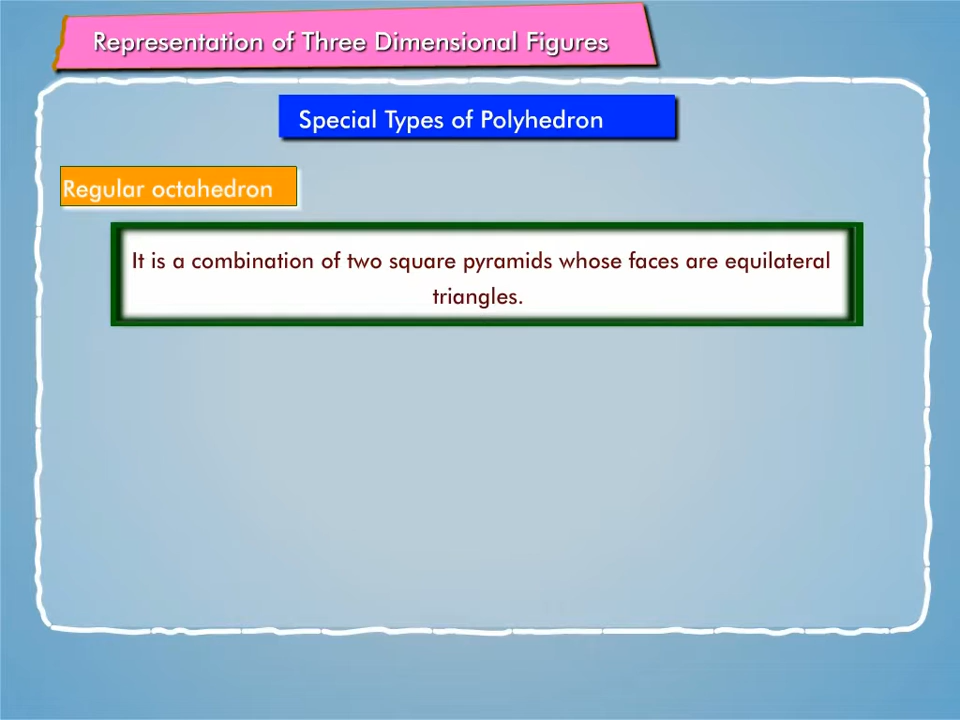 Representation of Three Dimensional Figures
Special Types of Polyhedron
Regular octahedron
It is a combination of two square pyramids whose faces are equilateral
triangles.